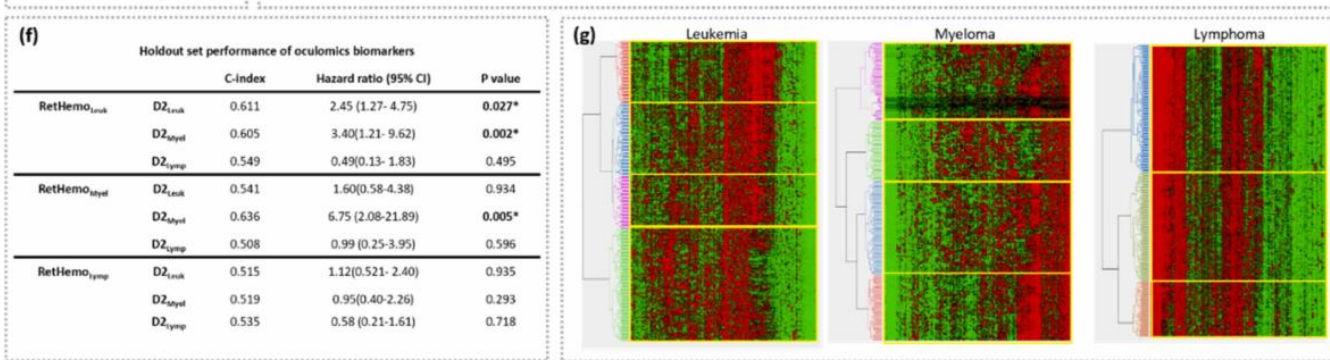 (f)
Holdout set performance of oculomics biomarkers
C-index Hazard ratio (95% CI) P value
RetHemoLeuk D2Leuk 0.611 2.45 (1.27- 4.75) 0.027*
D2Myel 0.605 3.40(1.21- 9.62) 0.002*
D2Lymp 0.549 0.49(0.13- 1.83) 0.495
RetHemoMyel D2Leuk 0.541 1.60(0.58-4.38) 0.934
D2Myel 0.636 6.75 (2.08-21.89) 0.005*
D2Lymp 0.508 0.99 (0.25-3.95) 0.596
RetHemoLymp D2Leuk 0.515 1.12(0.521- 2.40) 0.935
D2Myel 0.519 0.95(0.40-2.26) 0.293
D2Lymp 0.535 0.58 (0.21-1.61) 0.718
(g)
Leukemia Myeloma Lymphoma